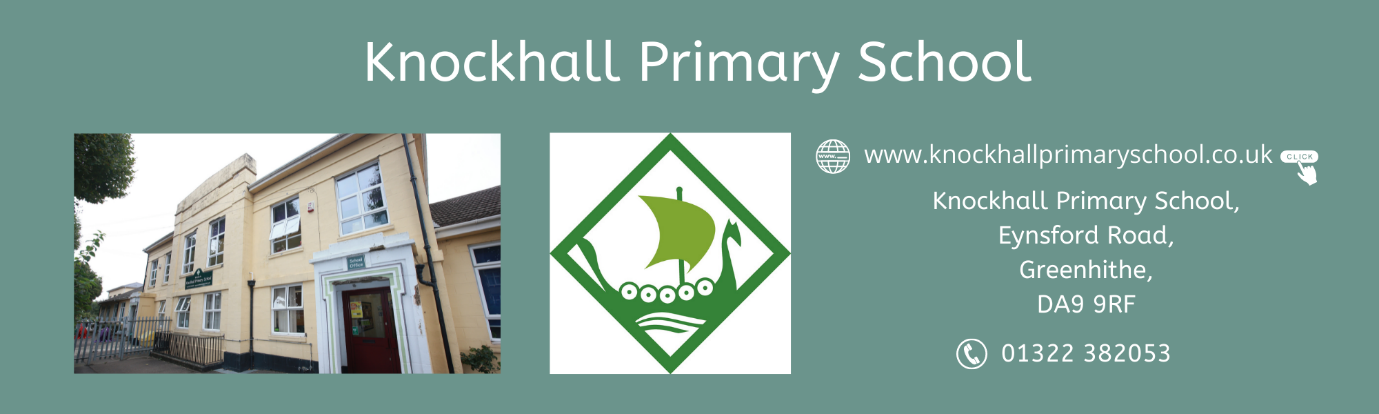 Knockhall Primary School
www.knockhallprimaryschool.co.uk
CLICK
Knockhall Primary School,
Eynsford Road,
Greenhithe,
DA9 9RF
01322 382053
School
Office
www